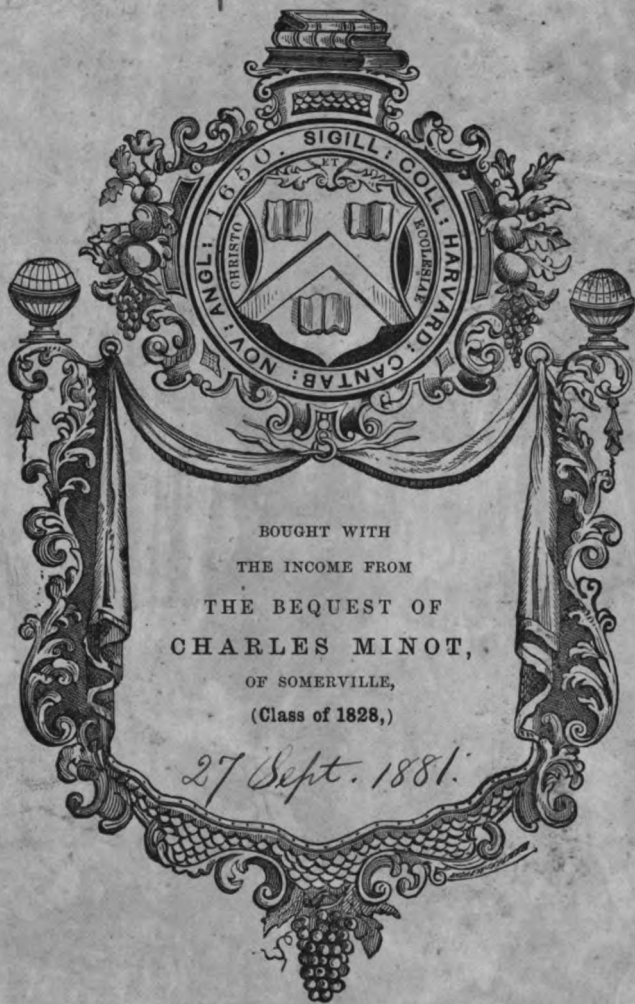 SIGILL: COLL: HARVARD: CANTAB: NOV: ANGL: 1650.
ET
CHRISTO
ECCLESIAE
BOUGHT WITH
THE INCOME FROM
THE BEQUEST OF
CHARLES MINOT,
OF SOMERVILLE,
(Class of 1828,)
27 Sept. 1881.